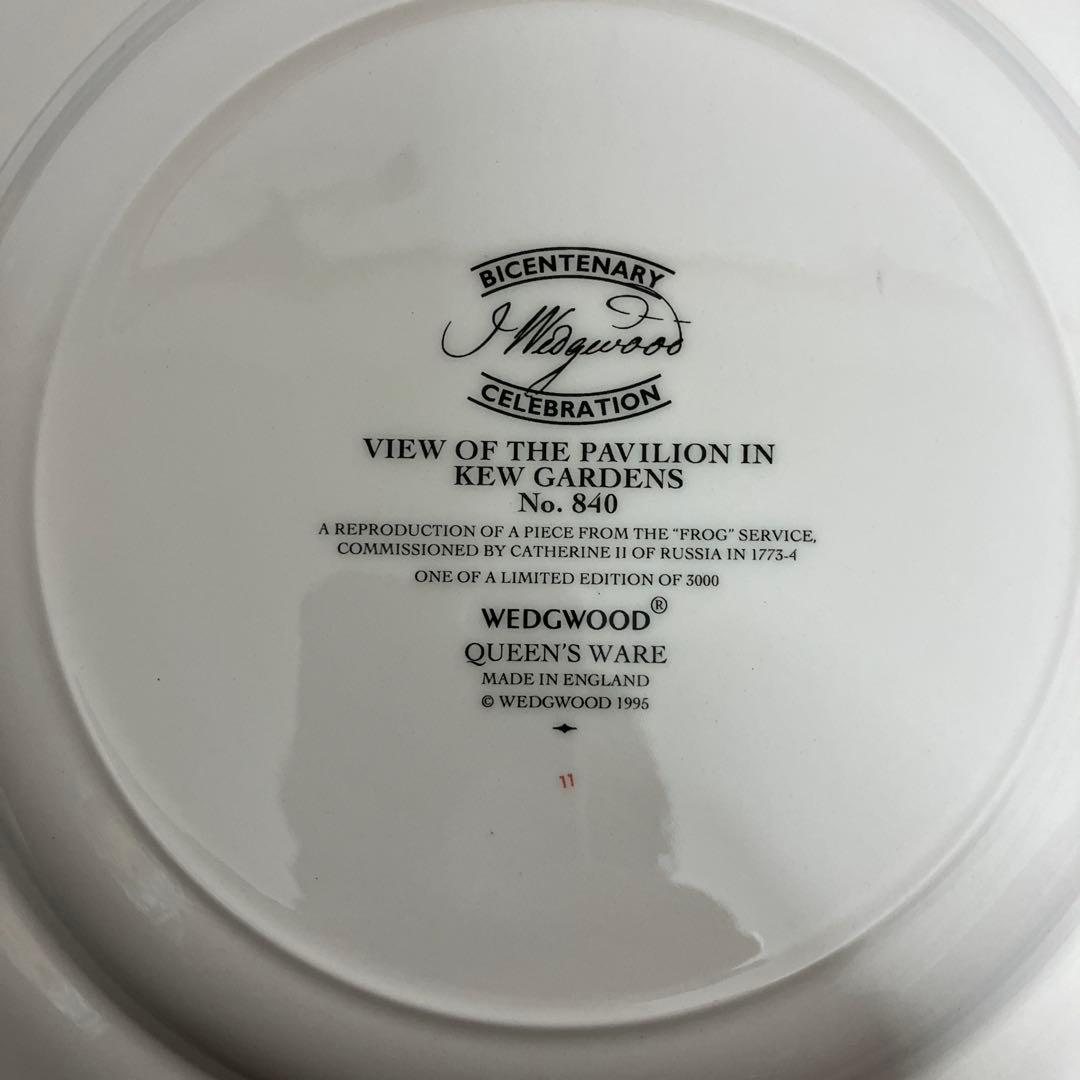 BICENTENARY
J Wedgwood
CELEBRATION
VIEW OF THE PAVILION IN
KEW GARDENS
No. 840
A REPRODUCTION OF A PIECE FROM THE "FROG" SERVICE,
COMMISSIONED BY CATHERINE II OF RUSSIA IN 1773-4
ONE OF A LIMITED EDITION OF 3000
WEDGWOOD®
QUEEN'S WARE
MADE IN ENGLAND
© WEDGWOOD 1995
11